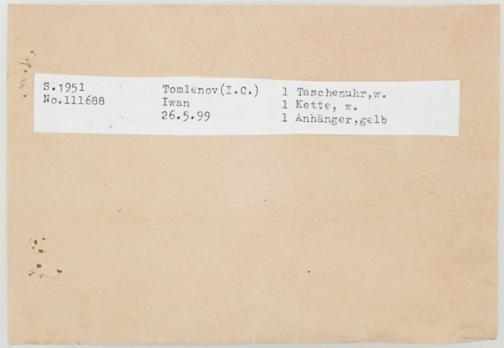 S.1951 Tomlenov(I.C.) 1 Taschenuhr,w.
No.111688 Iwan 1 Kette, w.
26.5.99 1 Anhänger,gelb